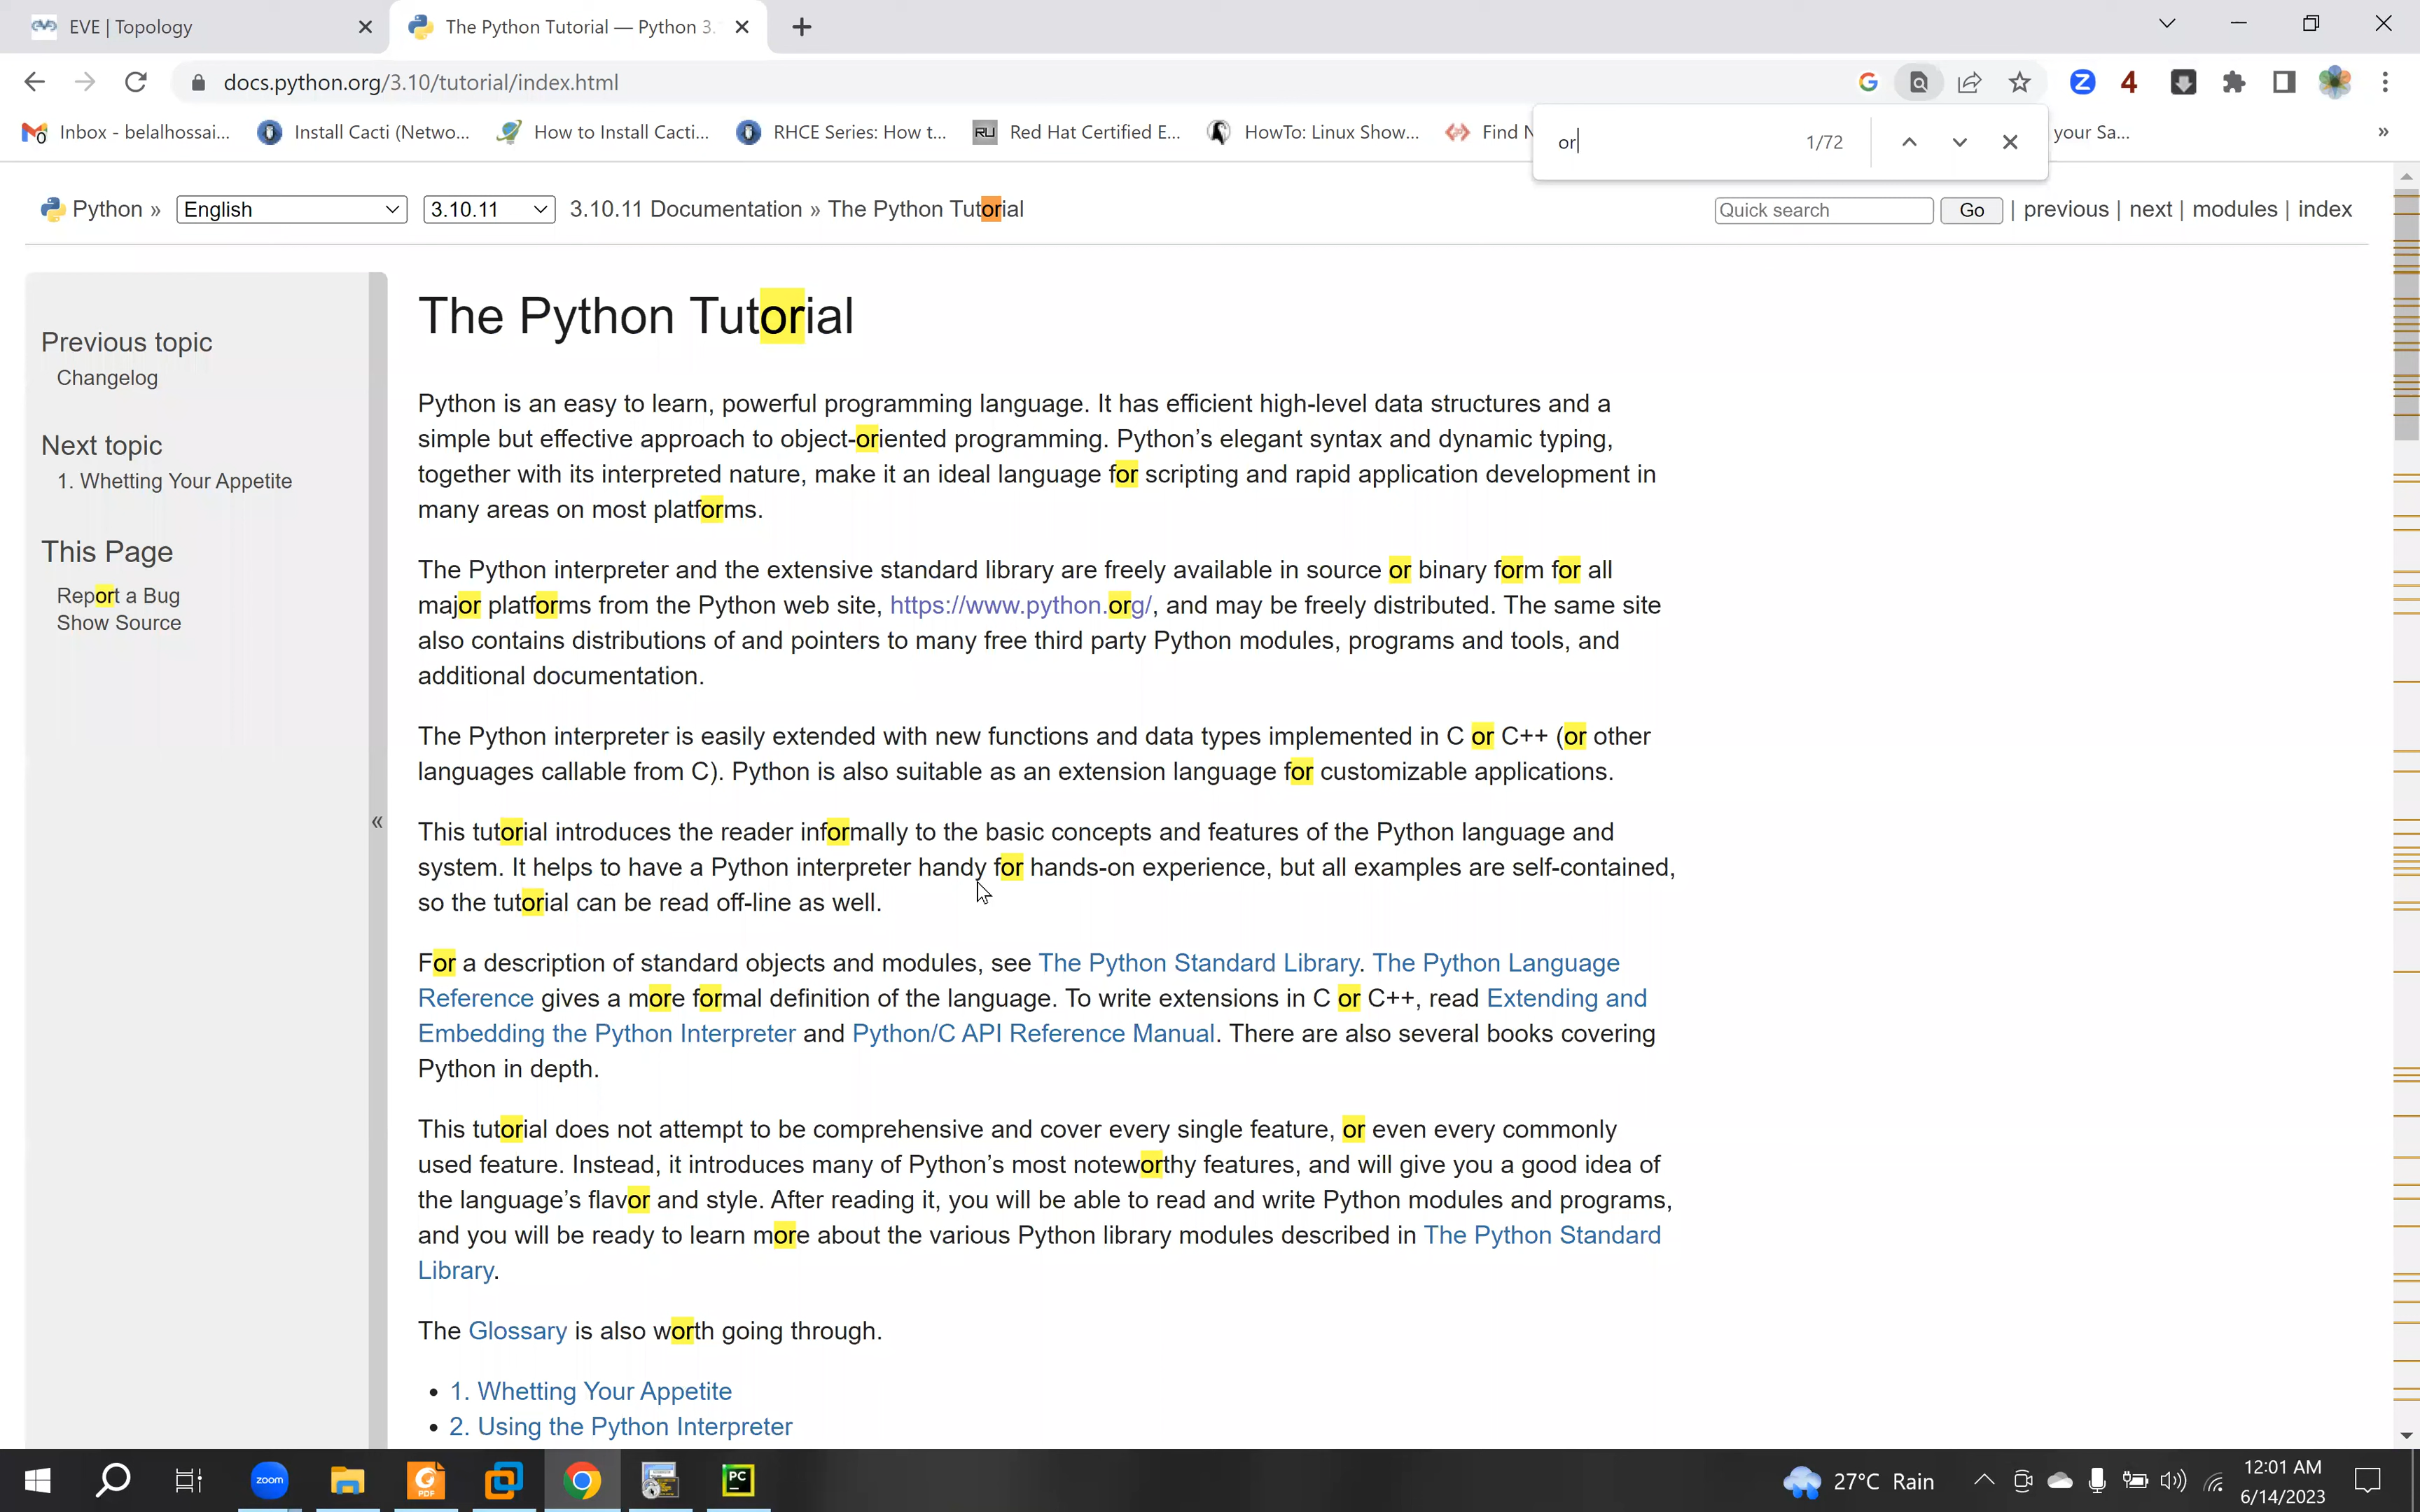 EVE | Topology
The Python Tutorial — Python 3.
docs.python.org/3.10/tutorial/index.html
4
Inbox - belalhossai...
Install Cacti (Netwo...
How to Install Cacti...
RHCE Series: How t...
RU
Red Hat Certified E...
HowTo: Linux Show...
Find N
your Sa...
»
or
1/72
Python »
English
3.10.11
3.10.11 Documentation » The Python Tutorial
Quick search
Go
| previous | next | modules | index
Previous topic
Changelog
Next topic
1. Whetting Your Appetite
This Page
Report a Bug
Show Source
«
The Python Tutorial
Python is an easy to learn, powerful programming language. It has efficient high-level data structures and a
simple but effective approach to object-oriented programming. Python’s elegant syntax and dynamic typing,
together with its interpreted nature, make it an ideal language for scripting and rapid application development in
many areas on most platforms.
The Python interpreter and the extensive standard library are freely available in source or binary form for all
major platforms from the Python web site, https://www.python.org/, and may be freely distributed. The same site
also contains distributions of and pointers to many free third party Python modules, programs and tools, and
additional documentation.
The Python interpreter is easily extended with new functions and data types implemented in C or C++ (or other
languages callable from C). Python is also suitable as an extension language for customizable applications.
This tutorial introduces the reader informally to the basic concepts and features of the Python language and
system. It helps to have a Python interpreter handy for hands-on experience, but all examples are self-contained,
so the tutorial can be read off-line as well.
For a description of standard objects and modules, see The Python Standard Library. The Python Language
Reference gives a more formal definition of the language. To write extensions in C or C++, read Extending and
Embedding the Python Interpreter and Python/C API Reference Manual. There are also several books covering
Python in depth.
This tutorial does not attempt to be comprehensive and cover every single feature, or even every commonly
used feature. Instead, it introduces many of Python’s most noteworthy features, and will give you a good idea of
the language’s flavor and style. After reading it, you will be able to read and write Python modules and programs,
and you will be ready to learn more about the various Python library modules described in The Python Standard
Library.
The Glossary is also worth going through.
• 1. Whetting Your Appetite
• 2. Using the Python Interpreter
zoom
PDF
PC
27°C Rain
12:01 AM
6/14/2023